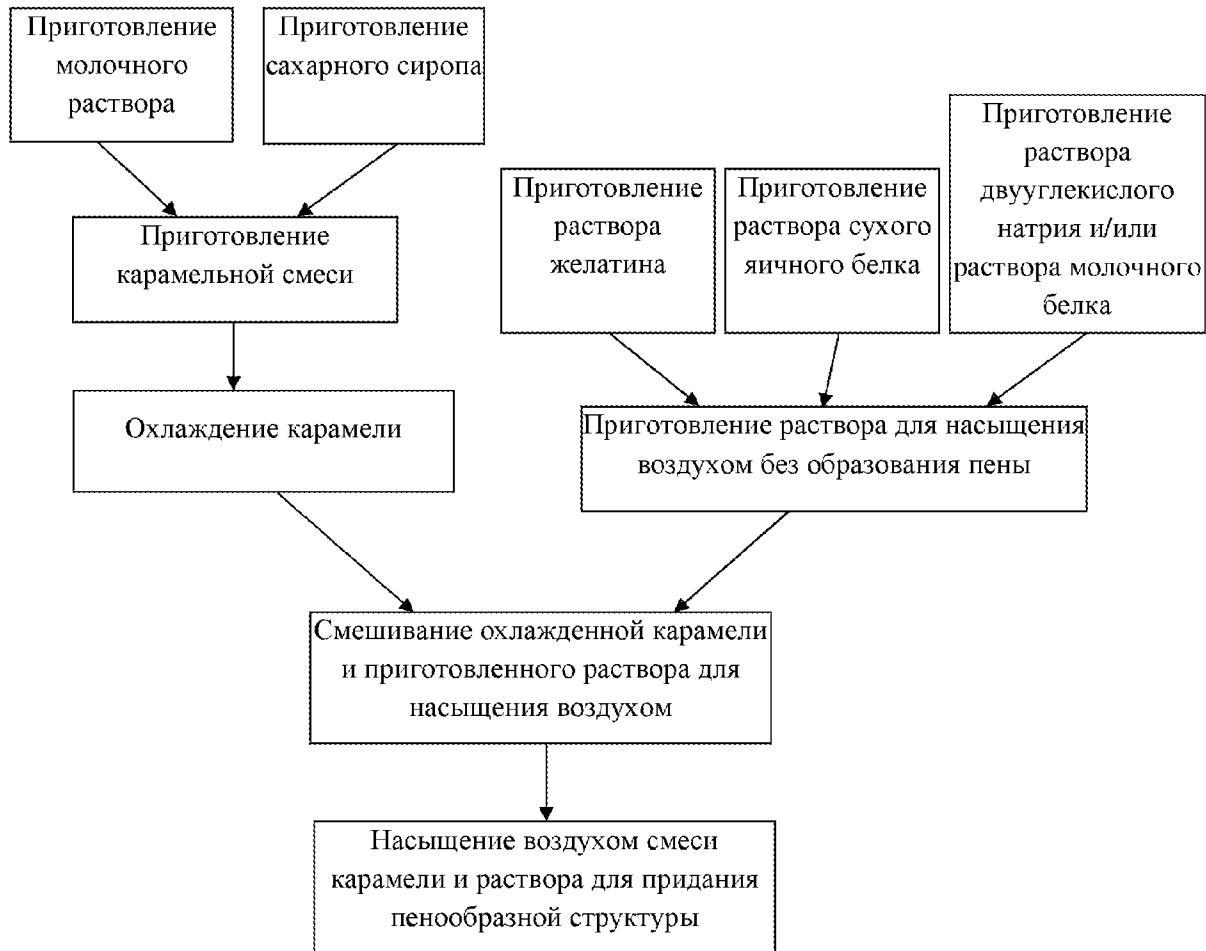 Приготовление
молочного
раствора
Приготовление
сахарного сиропа
Приготовление
раствора
желатина
Приготовление
раствора сухого
яичного белка
Приготовление
раствора
двууглекислого
натрия и/или
раствора молочного
белка
Приготовление
карамельной смеси
Охлаждение карамели
Приготовление раствора для насыщения
воздухом без образования пены
Смешивание охлажденной карамели
и приготовленного раствора для
насыщения воздухом
Насыщение воздухом смеси
карамели и раствора для придания
пенообразной структуры